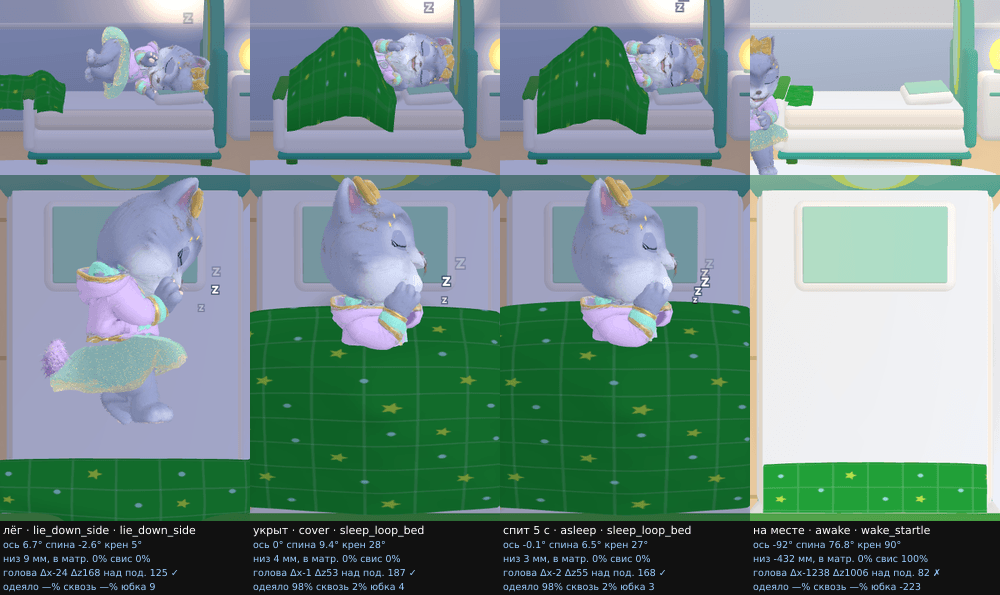 z
z
z
z
z
z
z
z
z
z
z
z
z
лёг · lie_down_side · lie_down_side
ось 6.7° спина -2.6° крен 5°
низ 9 мм, в матр. 0% свис 0%
голова Δx-24 Δz168 над под. 125 ✓
одеяло —% сквозь —% юбка 9
укрыт · cover · sleep_loop_bed
ось 0° спина 9.4° крен 28°
низ 4 мм, в матр. 0% свис 0%
голова Δx-1 Δz53 над под. 187 ✓
одеяло 98% сквозь 2% юбка 4
спит 5 с · asleep · sleep_loop_bed
ось -0.1° спина 6.5° крен 27°
низ 3 мм, в матр. 0% свис 0%
голова Δx-2 Δz55 над под. 168 ✓
одеяло 98% сквозь 2% юбка 3
на месте · awake · wake_startle
ось -92° спина 76.8° крен 90°
низ -432 мм, в матр. 0% свис 100%
голова Δx-1238 Δz1006 над под. 82 ✗
одеяло —% сквозь —% юбка -223